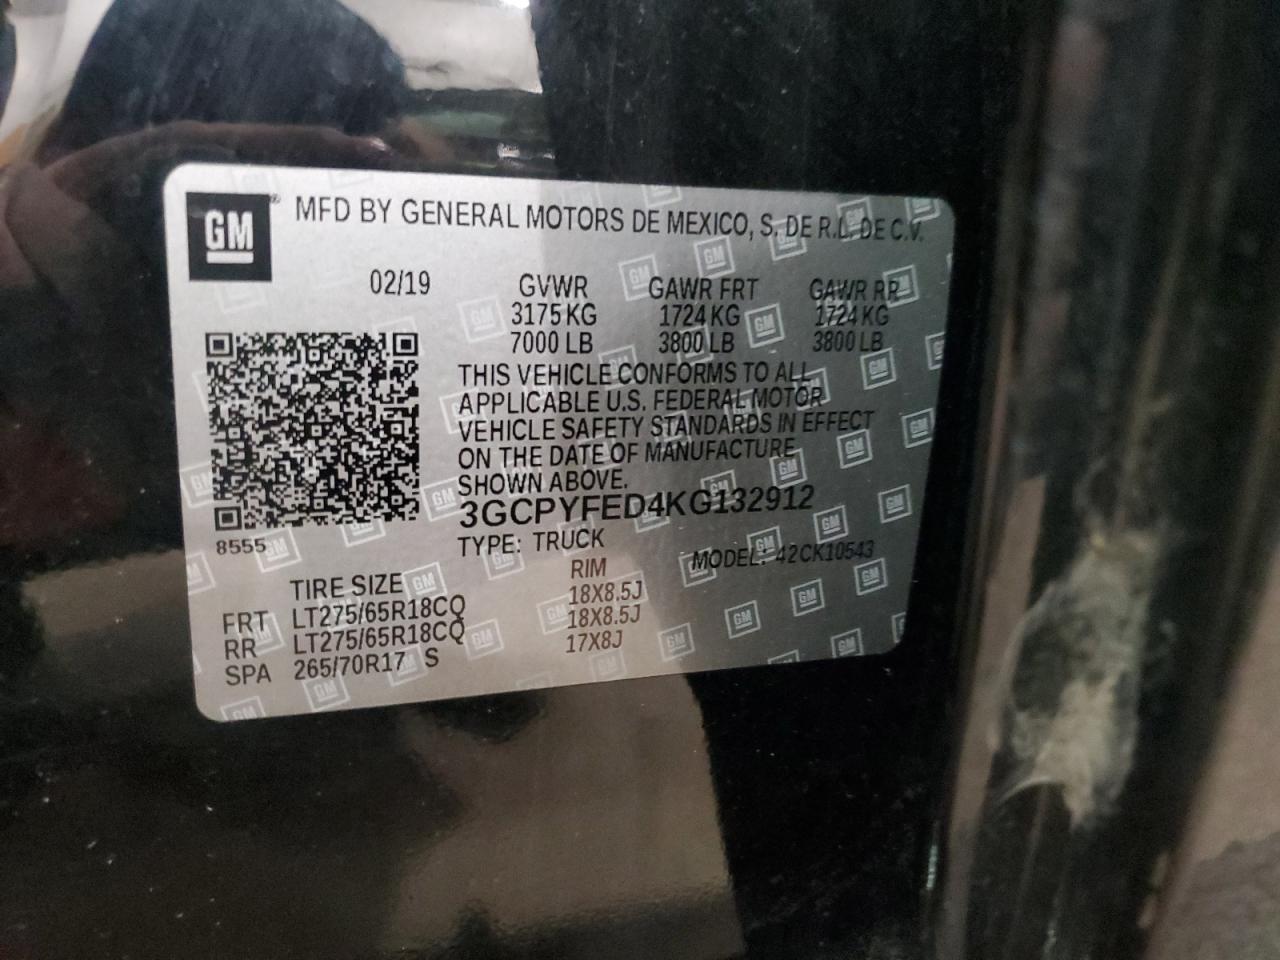 GM ® MFD BY GENERAL MOTORS DE MEXICO, S. DE R.L. DE C.V.
02/19 GVWR GAWR FRT GAWR RR
3175 KG 1724 KG 1724 KG
7000 LB 3800 LB 3800 LB
THIS VEHICLE CONFORMS TO ALL
APPLICABLE U.S. FEDERAL MOTOR
VEHICLE SAFETY STANDARDS IN EFFECT
ON THE DATE OF MANUFACTURE
SHOWN ABOVE.
3GCPYFED4KG132912
8555 TYPE: TRUCK MODEL: 42CK10543
TIRE SIZE RIM
FRT LT275/65R18CQ 18X8.5J
RR LT275/65R18CQ 18X8.5J
SPA 265/70R17 S 17X8J